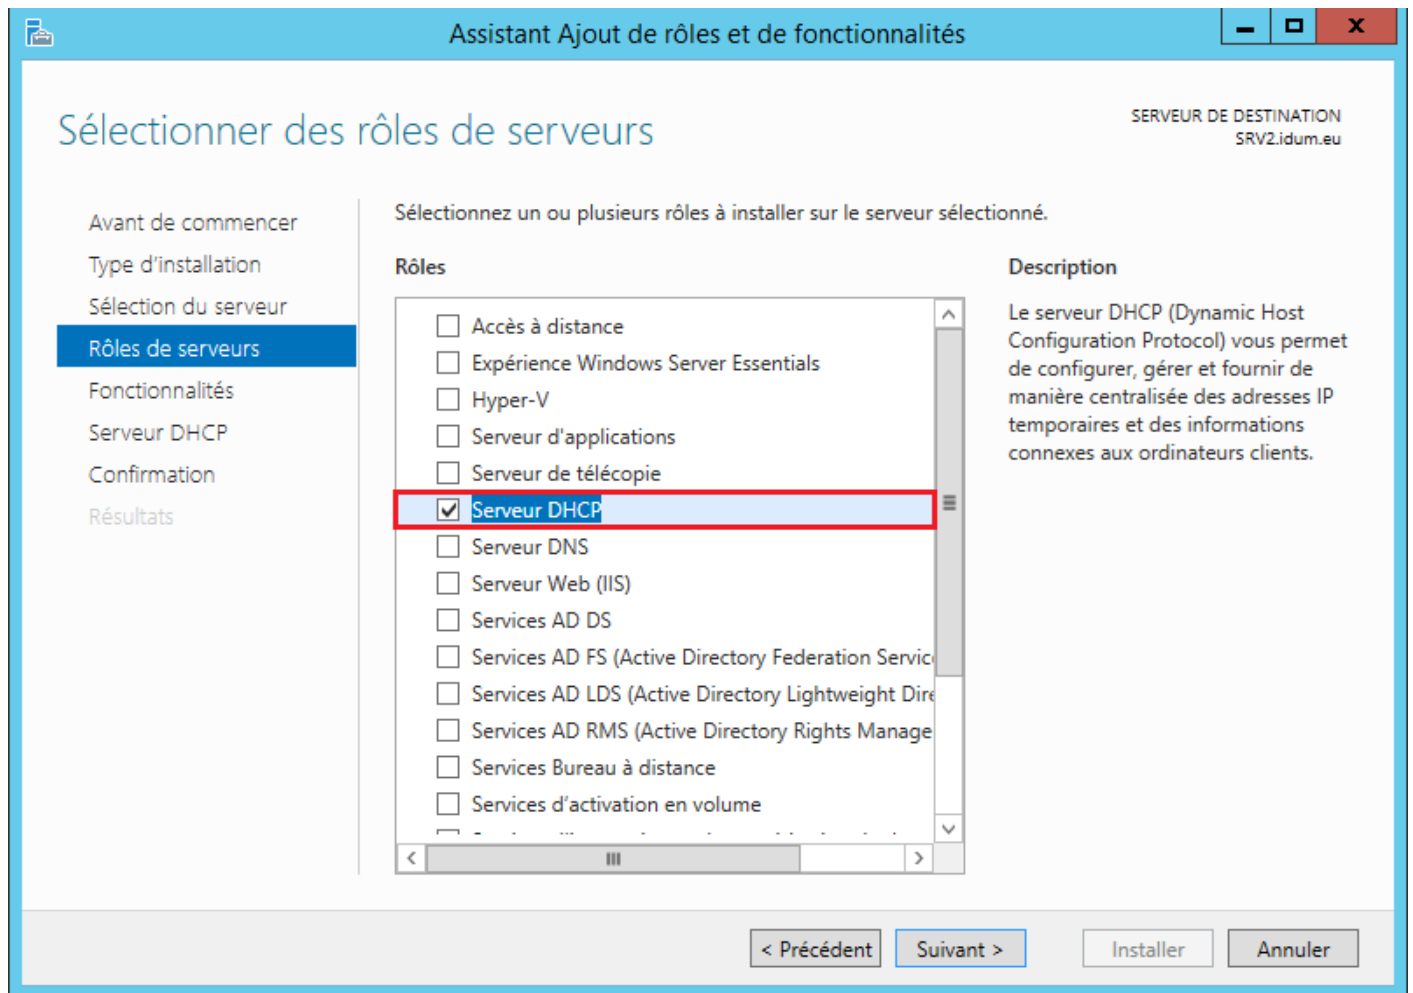 Assistant Ajout de rôles et de fonctionnalités
Sélectionner des rôles de serveurs
SERVEUR DE DESTINATION
SRV2.idum.eu
Avant de commencer
Type d'installation
Sélection du serveur
Rôles de serveurs
Fonctionnalités
Serveur DHCP
Confirmation
Résultats
Sélectionnez un ou plusieurs rôles à installer sur le serveur sélectionné.
Rôles
Accès à distance
Expérience Windows Server Essentials
Hyper-V
Serveur d'applications
Serveur de télécopie
Serveur DHCP
Serveur DNS
Serveur Web (IIS)
Services AD DS
Services AD FS (Active Directory Federation Servic
Services AD LDS (Active Directory Lightweight Dire
Services AD RMS (Active Directory Rights Manage
Services Bureau à distance
Services d'activation en volume
Description
Le serveur DHCP (Dynamic Host
Configuration Protocol) vous permet
de configurer, gérer et fournir de
manière centralisée des adresses IP
temporaires et des informations
connexes aux ordinateurs clients.
< Précédent
Suivant >
Installer
Annuler